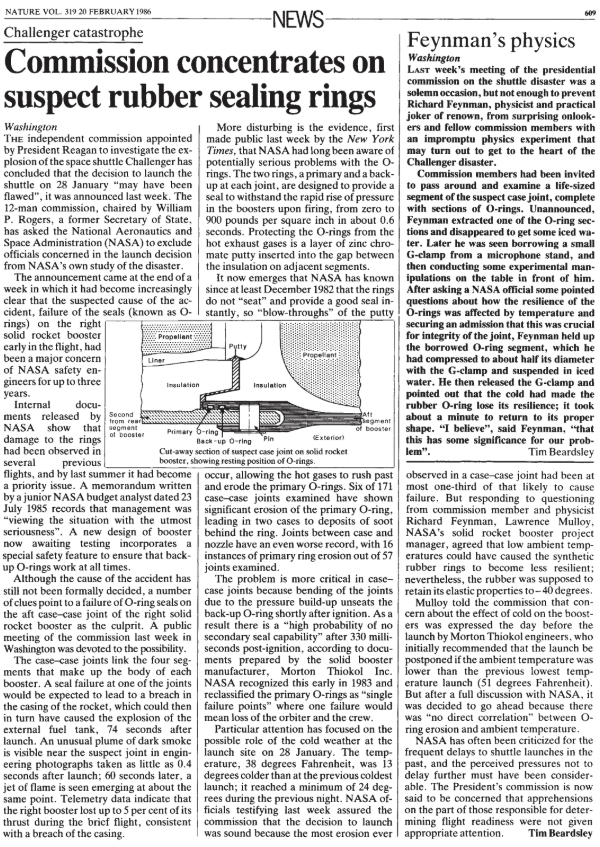 NATURE VOL. 319 20 FEBRUARY 1986
NEWS
609
Challenger catastrophe
Commission concentrates on
suspect rubber sealing rings
Washington
THE independent commission appointed
by President Reagan to investigate the ex-
plosion of the space shuttle Challenger has
concluded that the decision to launch the
shuttle on 28 January "may have been
flawed", it was announced last week. The
12-man commission, chaired by William
P. Rogers, a former Secretary of State,
has asked the National Aeronautics and
Space Administration (NASA) to exclude
officials concerned in the launch decision
from NASA's own study of the disaster.
The announcement came at the end of a
week in which it had become increasingly
clear that the suspected cause of the ac-
cident, failure of the seals (known as O-
rings) on the right
solid rocket booster
early in the flight, had
been a major concern
of NASA safety en-
gineers for up to three
years.
Internal docu-
ments released by
NASA show that
damage to the rings
had been observed in
several previous
flights, and by last summer it had become
a priority issue. A memorandum written
by a junior NASA budget analyst dated 23
July 1985 records that management was
"viewing the situation with the utmost
seriousness". A new design of booster
now awaiting testing incorporates a
special safety feature to ensure that back-
up O-rings work at all times.
Although the cause of the accident has
still not been formally decided, a number
of clues point to a failure of O-ring seals on
the aft case–case joint of the right solid
rocket booster as the culprit. A public
meeting of the commission last week in
Washington was devoted to the possibility.
The case–case joints link the four seg-
ments that make up the body of each
booster. A seal failure at one of the joints
would be expected to lead to a breach in
the casing of the rocket, which could then
in turn have caused the explosion of the
external fuel tank, 74 seconds after
launch. An unusual plume of dark smoke
is visible near the suspect joint in engin-
eering photographs taken as little as 0.4
seconds after launch; 60 seconds later, a
jet of flame is seen emerging at about the
same point. Telemetry data indicate that
the right booster lost up to 5 per cent of its
thrust during the brief flight, consistent
with a breach of the casing.
More disturbing is the evidence, first
made public last week by the New York
Times, that NASA had long been aware of
potentially serious problems with the O-
rings. The two rings, a primary and a back-
up at each joint, are designed to provide a
seal to withstand the rapid rise of pressure
in the boosters upon firing, from zero to
900 pounds per square inch in about 0.6
seconds. Protecting the O-rings from the
hot exhaust gases is a layer of zinc chro-
mate putty inserted into the gap between
the insulation on adjacent segments.
It now emerges that NASA has known
since at least December 1982 that the rings
do not "seat" and provide a good seal in-
stantly, so "blow-throughs" of the putty
Propellant
Putty
Propellant
Liner
Insulation
Insulation
Second
from rear
segment
of booster
Primary O-ring
Back-up O-ring
Pin
(Exterior)
Aft
Segment
of booster
Cut-away section of suspect case joint on solid rocket
booster, showing resting position of O-rings.
occur, allowing the hot gases to rush past
and erode the primary O-rings. Six of 171
case–case joints examined have shown
significant erosion of the primary O-ring,
leading in two cases to deposits of soot
behind the ring. Joints between case and
nozzle have an even worse record, with 16
instances of primary ring erosion out of 57
joints examined.
The problem is more critical in case–
case joints because bending of the joints
due to the pressure build-up unseats the
back-up O-ring shortly after ignition. As a
result there is a "high probability of no
secondary seal capability" after 330 milli-
seconds post-ignition, according to docu-
ments prepared by the solid booster
manufacturer, Morton Thiokol Inc.
NASA recognized this early in 1983 and
reclassified the primary O-rings as "single
failure points" where one failure would
mean loss of the orbiter and the crew.
Particular attention has focused on the
possible role of the cold weather at the
launch site on 28 January. The temp-
erature, 38 degrees Fahrenheit, was 13
degrees colder than at the previous coldest
launch; it reached a minimum of 24 deg-
rees during the previous night. NASA of-
ficials testifying last week assured the
commission that the decision to launch
was sound because the most erosion ever
Feynman's physics
Washington
LAST week's meeting of the presidential
commission on the shuttle disaster was a
solemn occasion, but not enough to prevent
Richard Feynman, physicist and practical
joker of renown, from surprising onlook-
ers and fellow commission members with
an impromptu physics experiment that
may turn out to get to the heart of the
Challenger disaster.
Commission members had been invited
to pass around and examine a life-sized
segment of the suspect case joint, complete
with sections of O-rings. Unannounced,
Feynman extracted one of the O-ring sec-
tions and disappeared to get some iced wa-
ter. Later he was seen borrowing a small
G-clamp from a microphone stand, and
then conducting some experimental man-
ipulations on the table in front of him.
After asking a NASA official some pointed
questions about how the resilience of the
O-rings was affected by temperature and
securing an admission that this was crucial
for integrity of the joint, Feynman held up
the borrowed O-ring segment, which he
had compressed to about half its diameter
with the G-clamp and suspended in iced
water. He then released the G-clamp and
pointed out that the cold had made the
rubber O-ring lose its resilience; it took
about a minute to return to its proper
shape. "I believe", said Feynman, "that
this has some significance for our prob-
lem". Tim Beardsley
observed in a case–case joint had been at
most one-third of that likely to cause
failure. But responding to questioning
from commission member and physicist
Richard Feynman, Lawrence Mulloy,
NASA's solid rocket booster project
manager, agreed that low ambient temp-
eratures could have caused the synthetic
rubber rings to become less resilient;
nevertheless, the rubber was supposed to
retain its elastic properties to –40 degrees.
Mulloy told the commission that con-
cern about the effect of cold on the boost-
ers was expressed the day before the
launch by Morton Thiokol engineers, who
initially recommended that the launch be
postponed if the ambient temperature was
lower than the previous lowest temp-
erature launch (51 degrees Fahrenheit).
But after a full discussion with NASA, it
was decided to go ahead because there
was "no direct correlation" between O-
ring erosion and ambient temperature.
NASA has often been criticized for the
frequent delays to shuttle launches in the
past, and the perceived pressures not to
delay further must have been consider-
able. The President's commission is now
said to be concerned that apprehensions
on the part of those responsible for deter-
mining flight readiness were not given
appropriate attention. Tim Beardsley